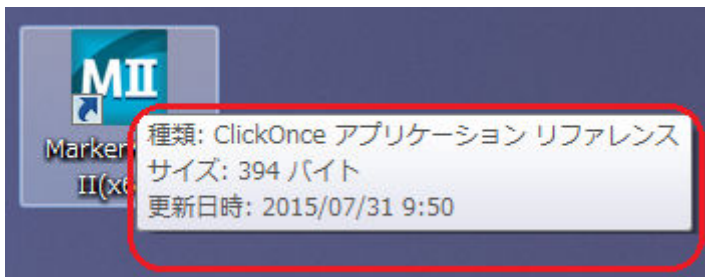 MII
Marker
II(x
種類: ClickOnce アプリケーション リファレンス
サイズ: 394 バイト
更新日時: 2015/07/31 9:50